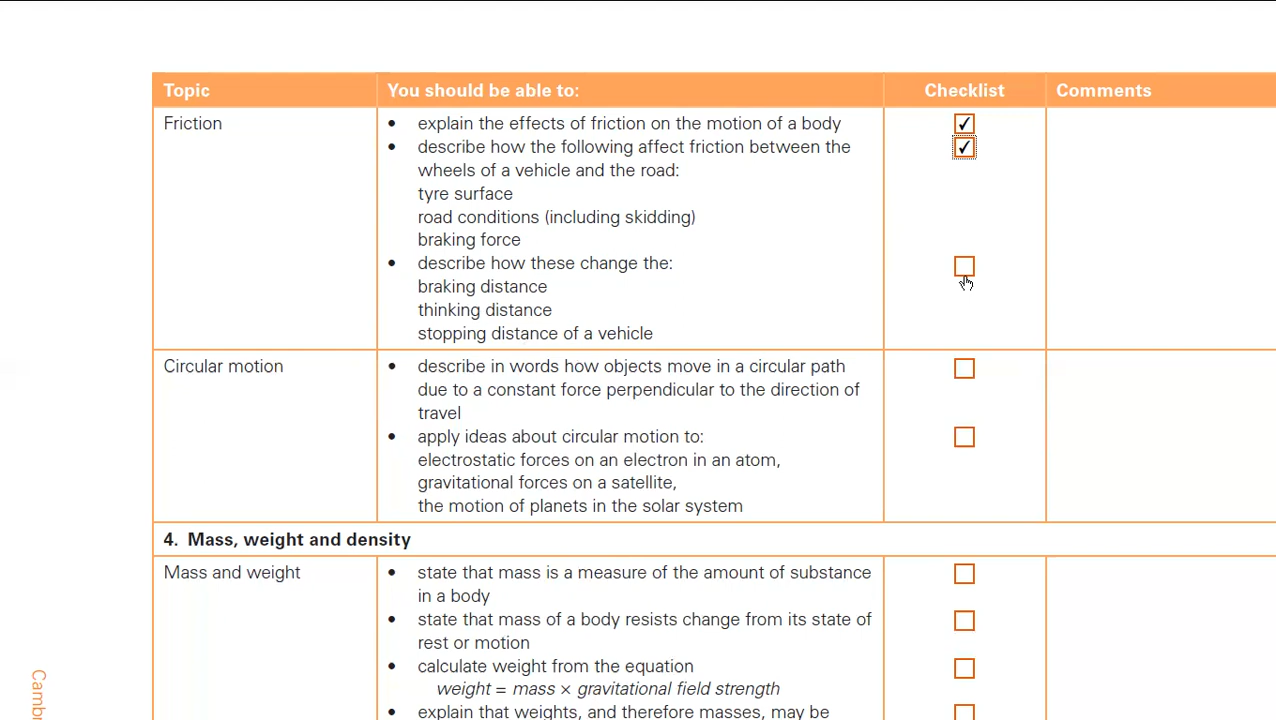 Topic You should be able to: Checklist Comments
Friction • explain the effects of friction on the motion of a body ✓
• describe how the following affect friction between the ✓
wheels of a vehicle and the road:
tyre surface
road conditions (including skidding)
braking force
• describe how these change the:
braking distance
thinking distance
stopping distance of a vehicle
Circular motion • describe in words how objects move in a circular path
due to a constant force perpendicular to the direction of
travel
• apply ideas about circular motion to:
electrostatic forces on an electron in an atom,
gravitational forces on a satellite,
the motion of planets in the solar system
4. Mass, weight and density
Mass and weight • state that mass is a measure of the amount of substance
in a body
• state that mass of a body resists change from its state of
rest or motion
• calculate weight from the equation
weight = mass × gravitational field strength
• explain that weights, and therefore masses, may be